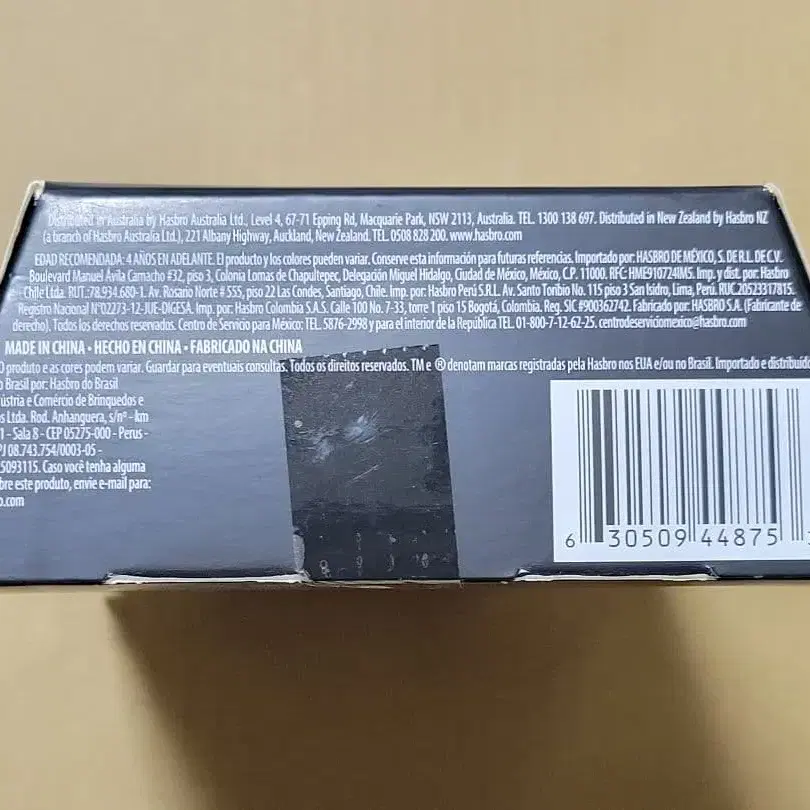 Distributed in Australia by Hasbro Australia Ltd., Level 4, 67-71 Epping Rd, Macquarie Park, NSW 2113, Australia. TEL. 1300 138 697. Distributed in New Zealand by Hasbro NZ
(a branch of Hasbro Australia Ltd.), 221 Albany Highway, Auckland, New Zealand. TEL. 0508 828 200. www.hasbro.com
EDAD RECOMENDADA: 4 AÑOS EN ADELANTE. El producto y los colores pueden variar. Conserve esta información para futuras referencias. Importado por: HASBRO DE MÉXICO, S. DE R.L. DE C.V.
Boulevard Manuel Ávila Camacho #32, piso 3, Colonia Lomas de Chapultepec, Delegación Miguel Hidalgo, Ciudad de México, México, C.P. 11000. RFC: HME910724IM5. Imp. y dist. por: Hasbro
Chile Ltda. RUT.:78.934.680-1. Av. Rosario Norte # 555, piso 22 Las Condes, Santiago, Chile. Imp. por: Hasbro Perú S.R.L. Av. Santo Toribio No. 115 piso 3 San Isidro, Lima, Perú. RUC.20523317815.
Registro Nacional N°02273-12-JUE-DIGESA. Imp. por: Hasbro Colombia S.A.S. Calle 100 No. 7-33, torre 1 piso 15 Bogotá, Colombia. Reg. SIC #900362742. Fabricado por: HASBRO S.A. (Fabricante de
derecho). Todos los derechos reservados. Centro de Servicio para México: TEL. 5876-2998 y para el interior de la República TEL. 01-800-7-12-62-25. centrodeserviciomexico@hasbro.com
MADE IN CHINA • HECHO EN CHINA • FABRICADO NA CHINA
O produto e as cores podem variar. Guardar para eventuais consultas. Todos os direitos reservados. TM e ® denotam marcas registradas pela Hasbro nos EUA e/ou no Brasil. Importado e distribuído
o Brasil por: Hasbro do Brasil
dústria e Comércio de Brinquedos e
os Ltda. Rod. Anhanguera, s/nº - km
1 - Sala 8 - CEP 05275-000 - Perus -
PJ 08.743.754/0003-05 -
5093115. Caso você tenha alguma
bre este produto, envie e-mail para:
o.com
6 30509 44875